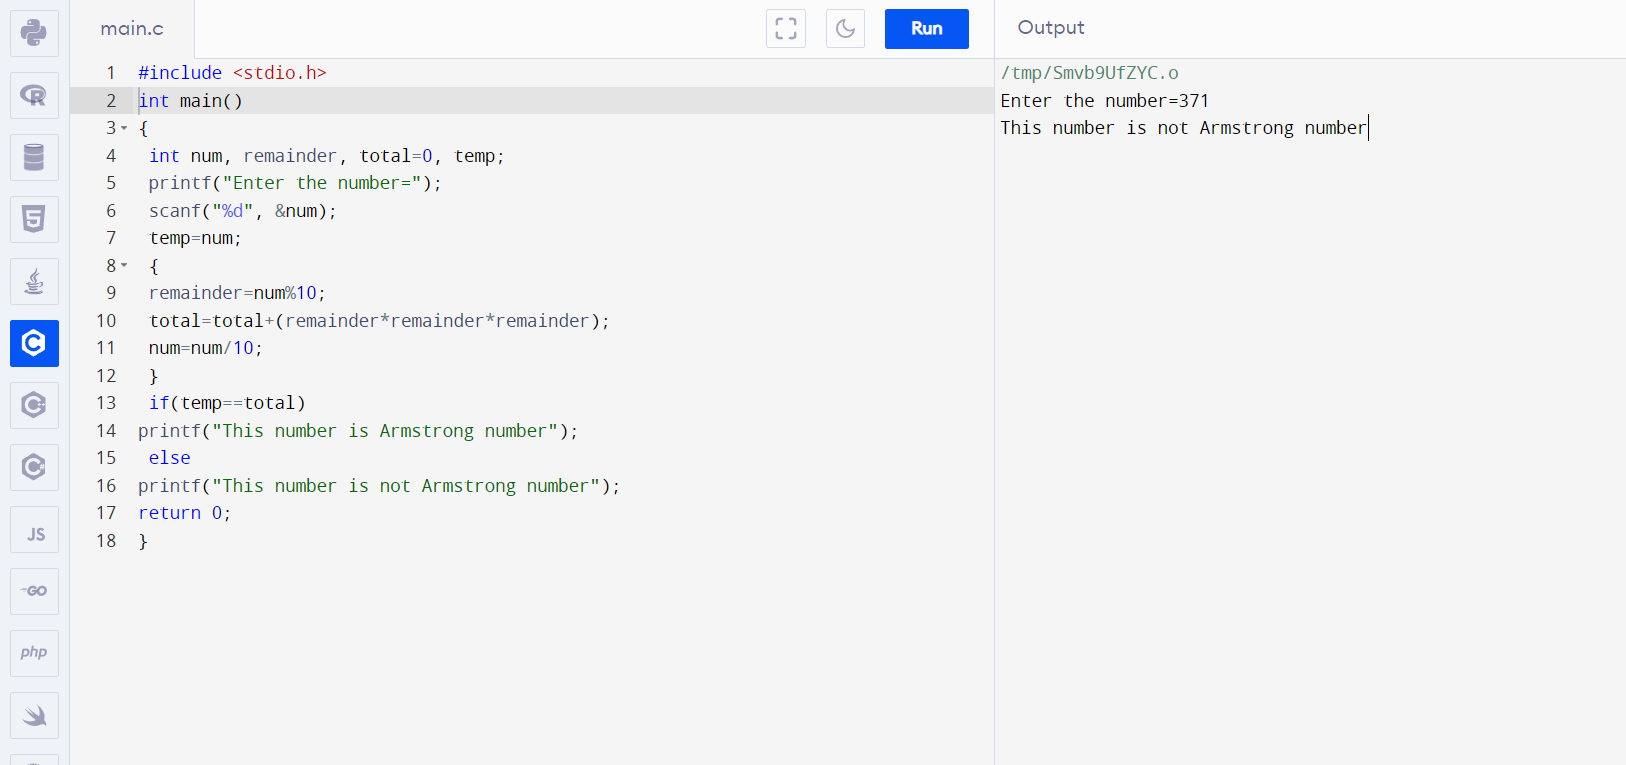 main.c
Run
Output
1 #include <stdio.h>
2 int main()
3 {
4 int num, remainder, total=0, temp;
5 printf("Enter the number=");
6 scanf("%d", &num);
7 temp=num;
8 {
9 remainder=num%10;
10 total=total+(remainder*remainder*remainder);
11 num=num/10;
12 }
13 if(temp==total)
14 printf("This number is Armstrong number");
15 else
16 printf("This number is not Armstrong number");
17 return 0;
18 }
/tmp/Smvb9UfZYC.o
Enter the number=371
This number is not Armstrong number
R
5
C
C++
C#
JS
GO
php